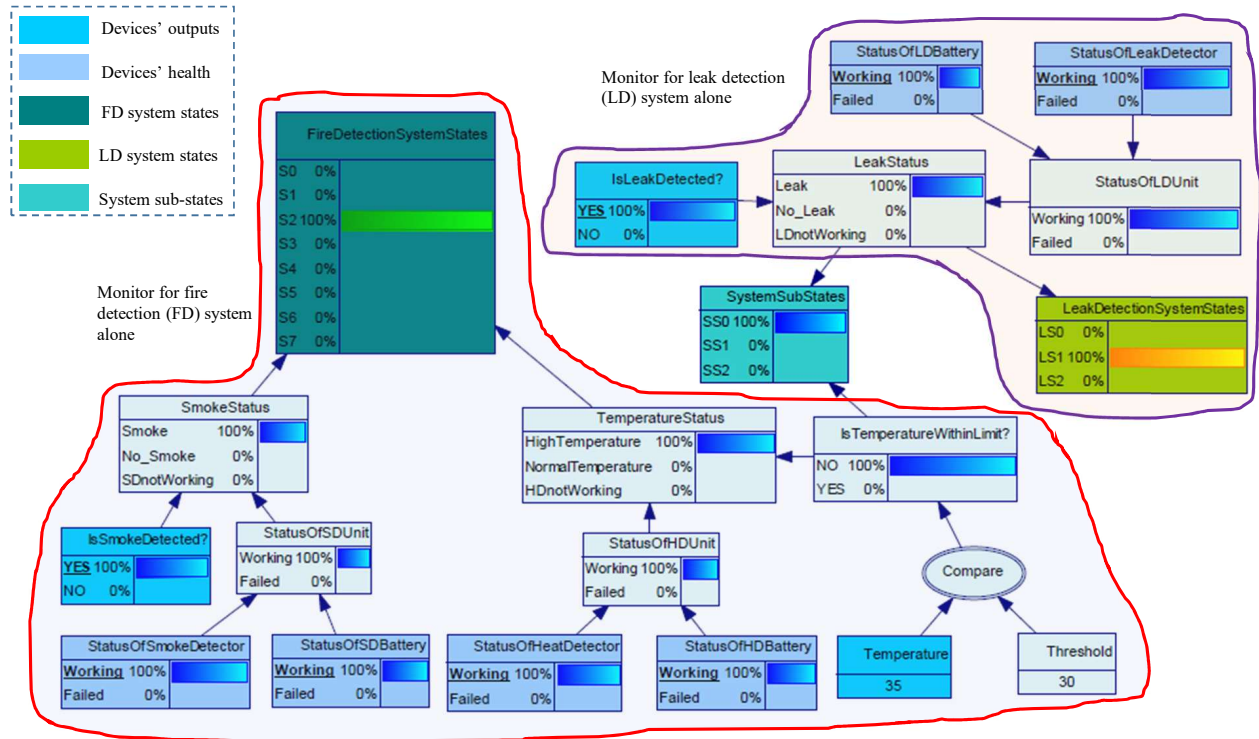 Devices' outputs
Devices' health
FD system states
LD system states
System sub-states
Monitor for leak detection
(LD) system alone
StatusOfLDBattery
Working 100%
Failed 0%
StatusOfLeakDetector
Working 100%
Failed 0%
FireDetectionSystemStates
S0 0%
S1 0%
S2 100%
S3 0%
S4 0%
S5 0%
S6 0%
S7 0%
IsLeakDetected?
YES 100%
NO 0%
LeakStatus
Leak 100%
No_Leak 0%
LDnotWorking 0%
StatusOfLDUnit
Working 100%
Failed 0%
Monitor for fire
detection (FD) system
alone
SystemSubStates
SS0 100%
SS1 0%
SS2 0%
LeakDetectionSystemStates
LS0 0%
LS1 100%
LS2 0%
SmokeStatus
Smoke 100%
No_Smoke 0%
SDnotWorking 0%
TemperatureStatus
HighTemperature 100%
NormalTemperature 0%
HDnotWorking 0%
IsTemperatureWithinLimit?
NO 100%
YES 0%
IsSmokeDetected?
YES 100%
NO 0%
StatusOfSDUnit
Working 100%
Failed 0%
StatusOfHDUnit
Working 100%
Failed 0%
Compare
StatusOfSmokeDetector
Working 100%
Failed 0%
StatusOfSDBattery
Working 100%
Failed 0%
StatusOfHeatDetector
Working 100%
Failed 0%
StatusOfHDBattery
Working 100%
Failed 0%
Temperature
35
Threshold
30